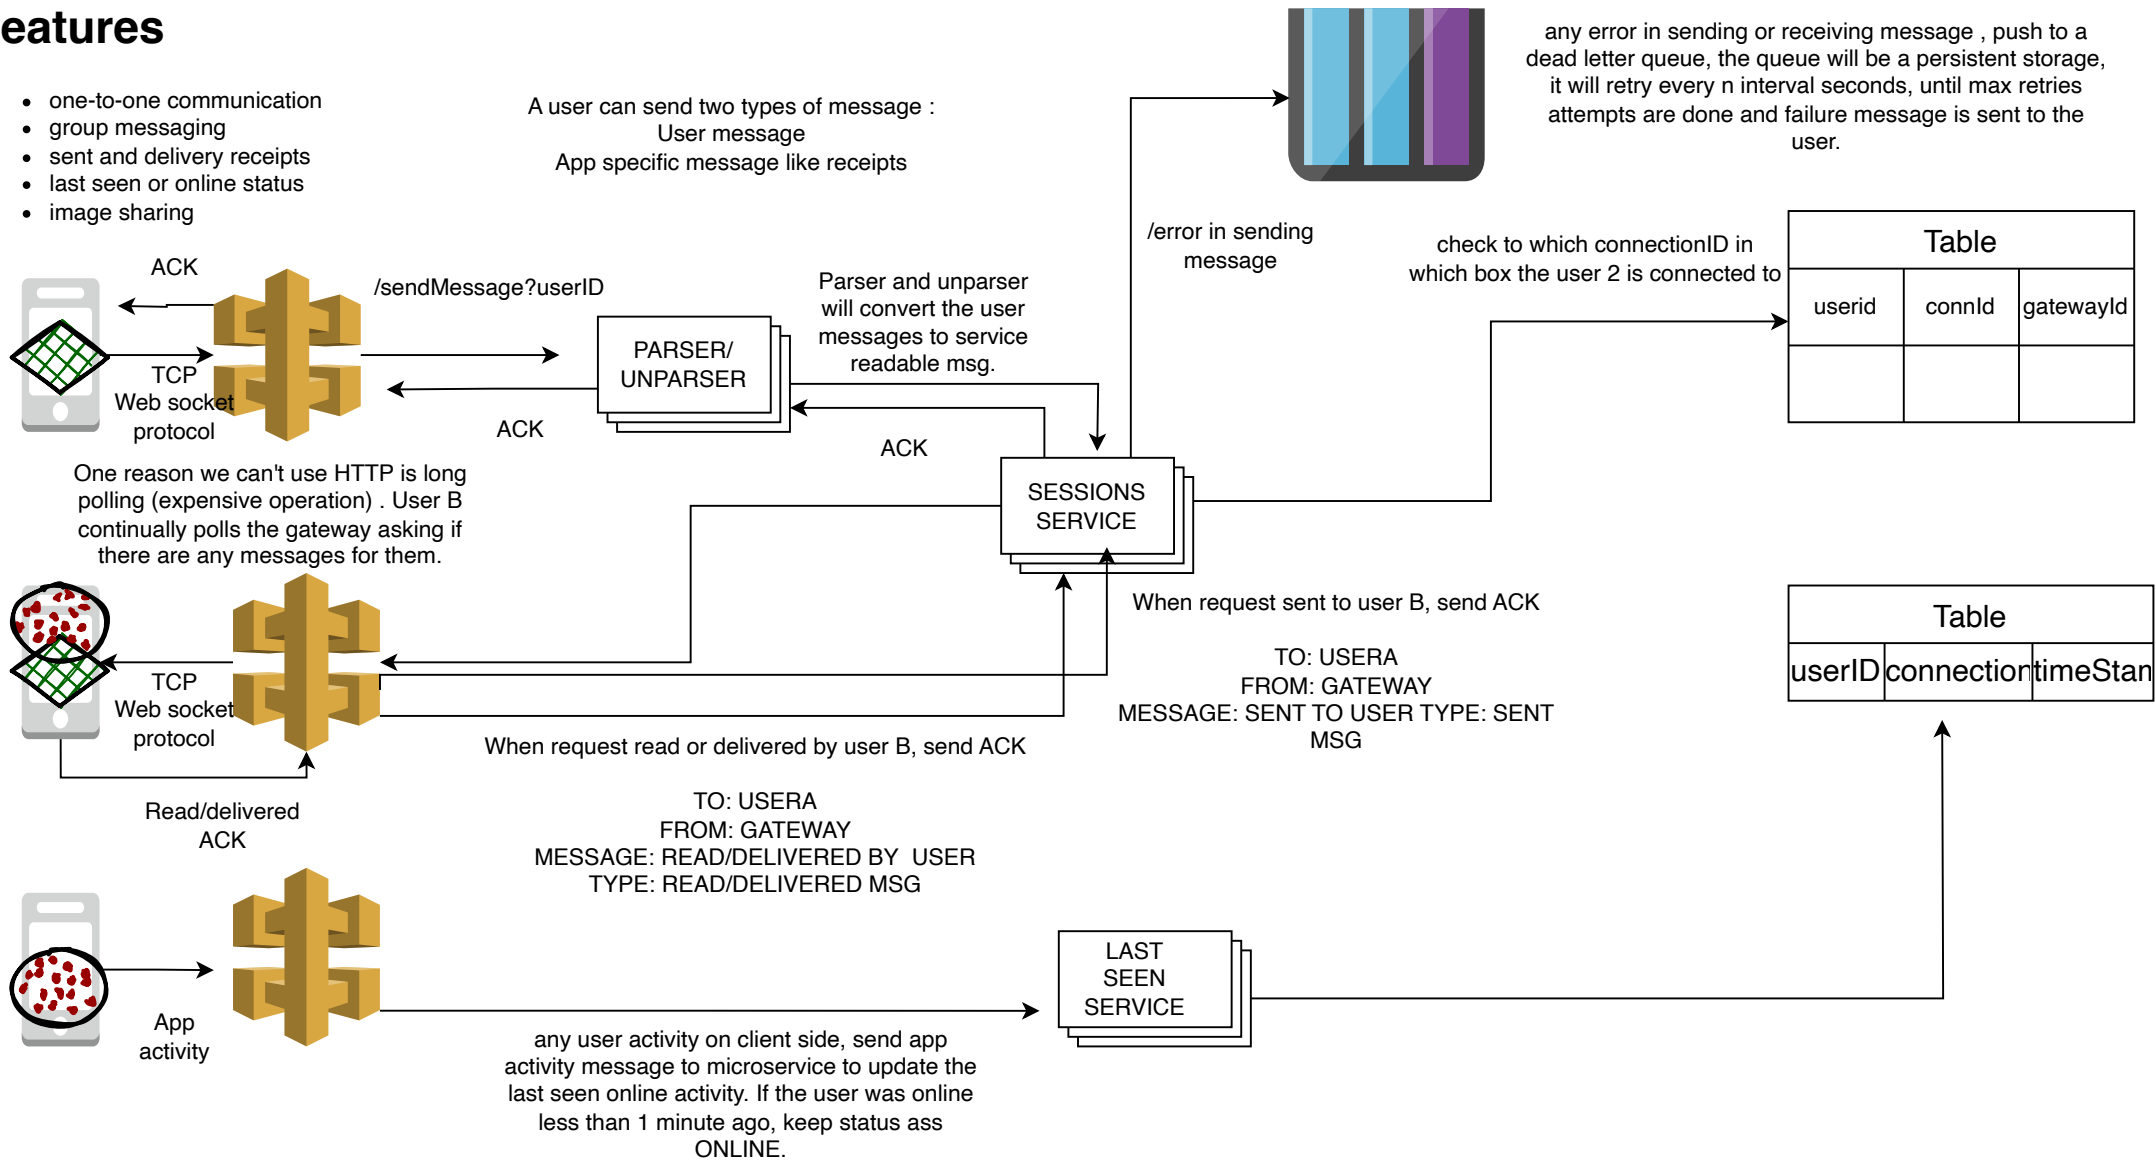 eatures
one-to-one communication
group messaging
sent and delivery receipts
last seen or online status
image sharing
A user can send two types of message :
User message
App specific message like receipts
any error in sending or receiving message , push to a
dead letter queue, the queue will be a persistent storage,
it will retry every n interval seconds, until max retries
attempts are done and failure message is sent to the
user.
/error in sending
message
check to which connectionID in
which box the user 2 is connected to
Table
userid connId gatewayId
ACK
/sendMessage?userID
TCP
Web socket
protocol
PARSER/
UNPARSER
Parser and unparser
will convert the user
messages to service
readable msg.
ACK
ACK
One reason we can't use HTTP is long
polling (expensive operation) . User B
continually polls the gateway asking if
there are any messages for them.
SESSIONS
SERVICE
When request sent to user B, send ACK
TO: USERA
FROM: GATEWAY
MESSAGE: SENT TO USER TYPE: SENT
MSG
Table
userID connection timeStan
TCP
Web socket
protocol
When request read or delivered by user B, send ACK
TO: USERA
FROM: GATEWAY
MESSAGE: READ/DELIVERED BY  USER
TYPE: READ/DELIVERED MSG
Read/delivered
ACK
App
activity
LAST
SEEN
SERVICE
any user activity on client side, send app
activity message to microservice to update the
last seen online activity. If the user was online
less than 1 minute ago, keep status ass
ONLINE.